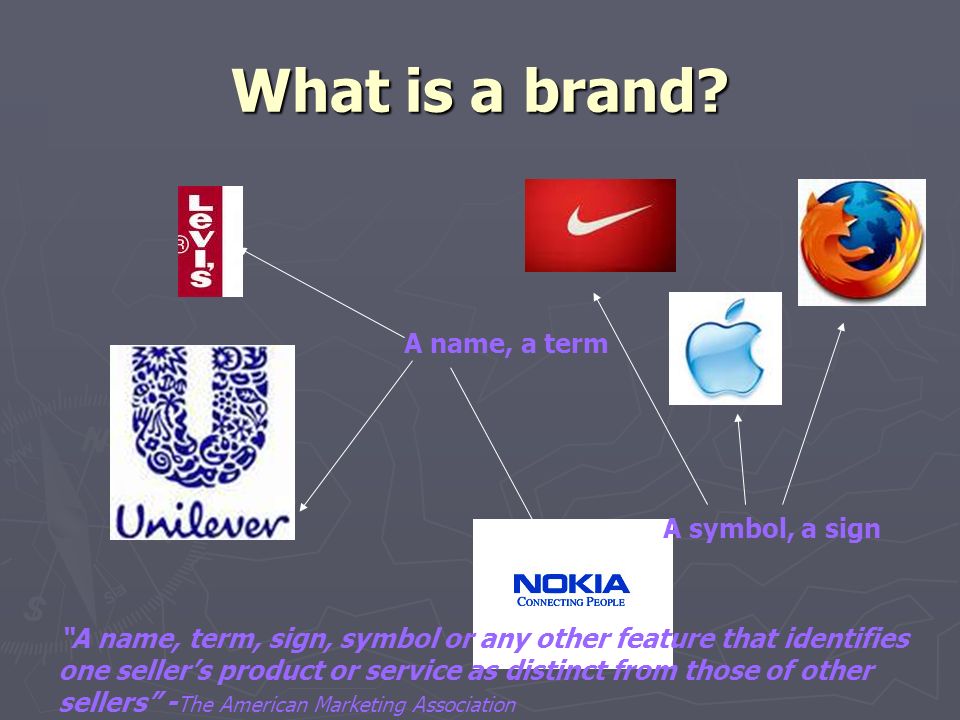 What is a brand?
LeVI'S
®
A name, a term
Unilever
A symbol, a sign
NOKIA
CONNECTING PEOPLE
“A name, term, sign, symbol or any other feature that identifies
one seller’s product or service as distinct from those of other
sellers” -The American Marketing Association
NW
N
S
SE